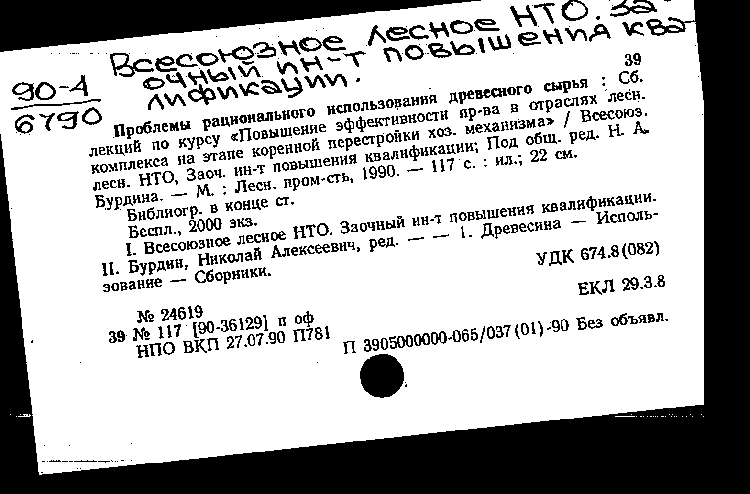 Всесоюзное лесное НТО. За-
очный ин-т повышения ква-
лификации.
90-4
6790
39
Проблемы рационального использования древесного сырья : Сб.
лекций по курсу «Повышение эффективности пр-ва в отраслях лесн.
комплекса на этапе коренной перестройки хоз. механизма» / Всесоюз.
лесн. НТО, Заоч. ин-т повышения квалификации; Под общ. ред. Н. А.
Бурдина. — М. : Лесн. пром-сть, 1990. — 117 с. : ил.; 22 см.
Библиогр. в конце ст.
Беспл., 2000 экз.
I. Всесоюзное лесное НТО. Заочный ин-т повышения квалификации.
II. Бурдин, Николай Алексеевич, ред. — — 1. Древесина — Исполь-
зование — Сборники.
УДК 674.8(082)
ЕКЛ 29.3.8
№ 24619
39 № 117 [90-36129] п оф
НПО ВКП 27.07.90 П781
П 3905000000-065/037(01)-90 Без объявл.